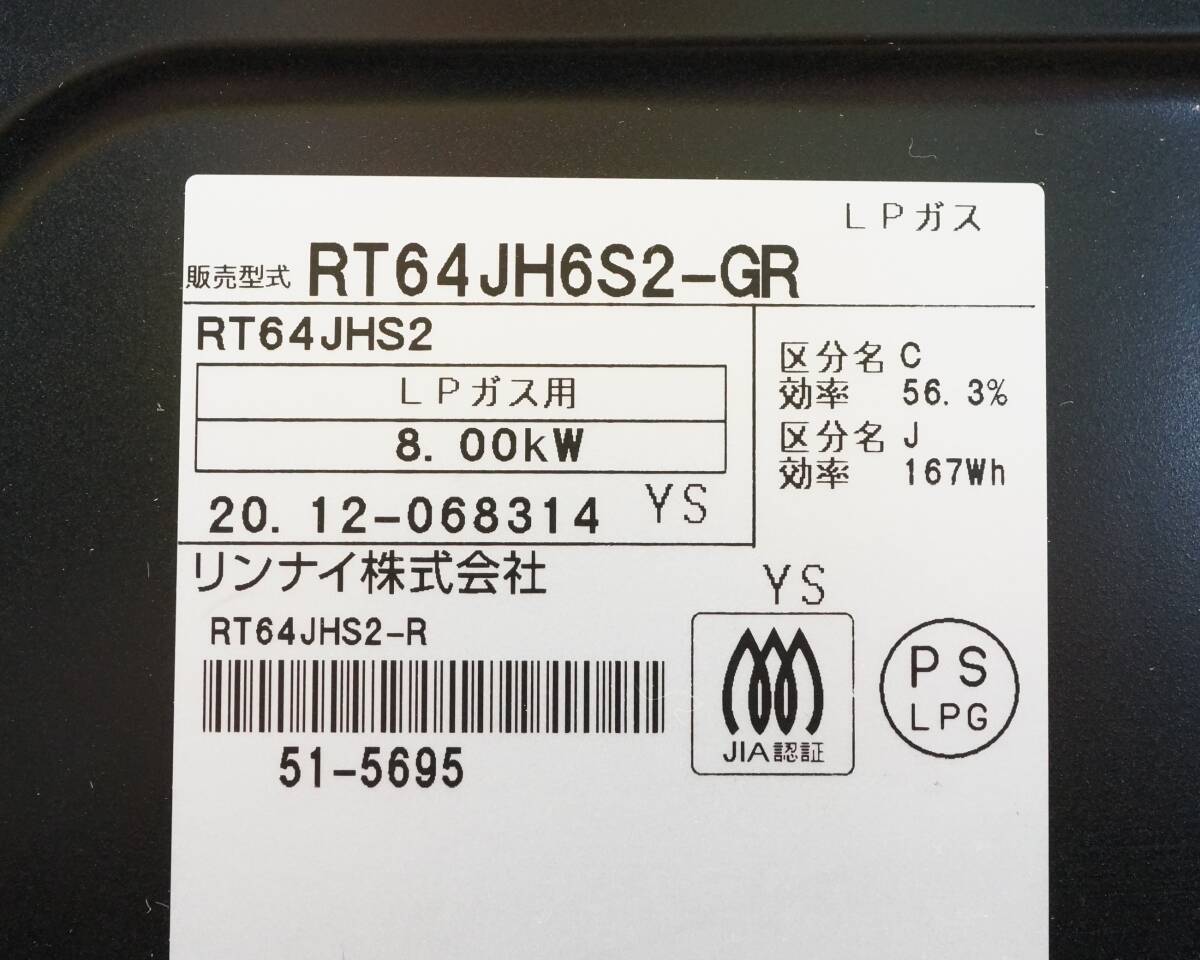 LPガス
販売型式 RT64JH6S2-GR
RT64JHS2
LPガス用
8.00kW
20.12-068314 YS
区分名 C
効率 56.3%
区分名 J
効率 167Wh
リンナイ株式会社
RT64JHS2-R
51-5695
YS
JIA認証
PS
LPG